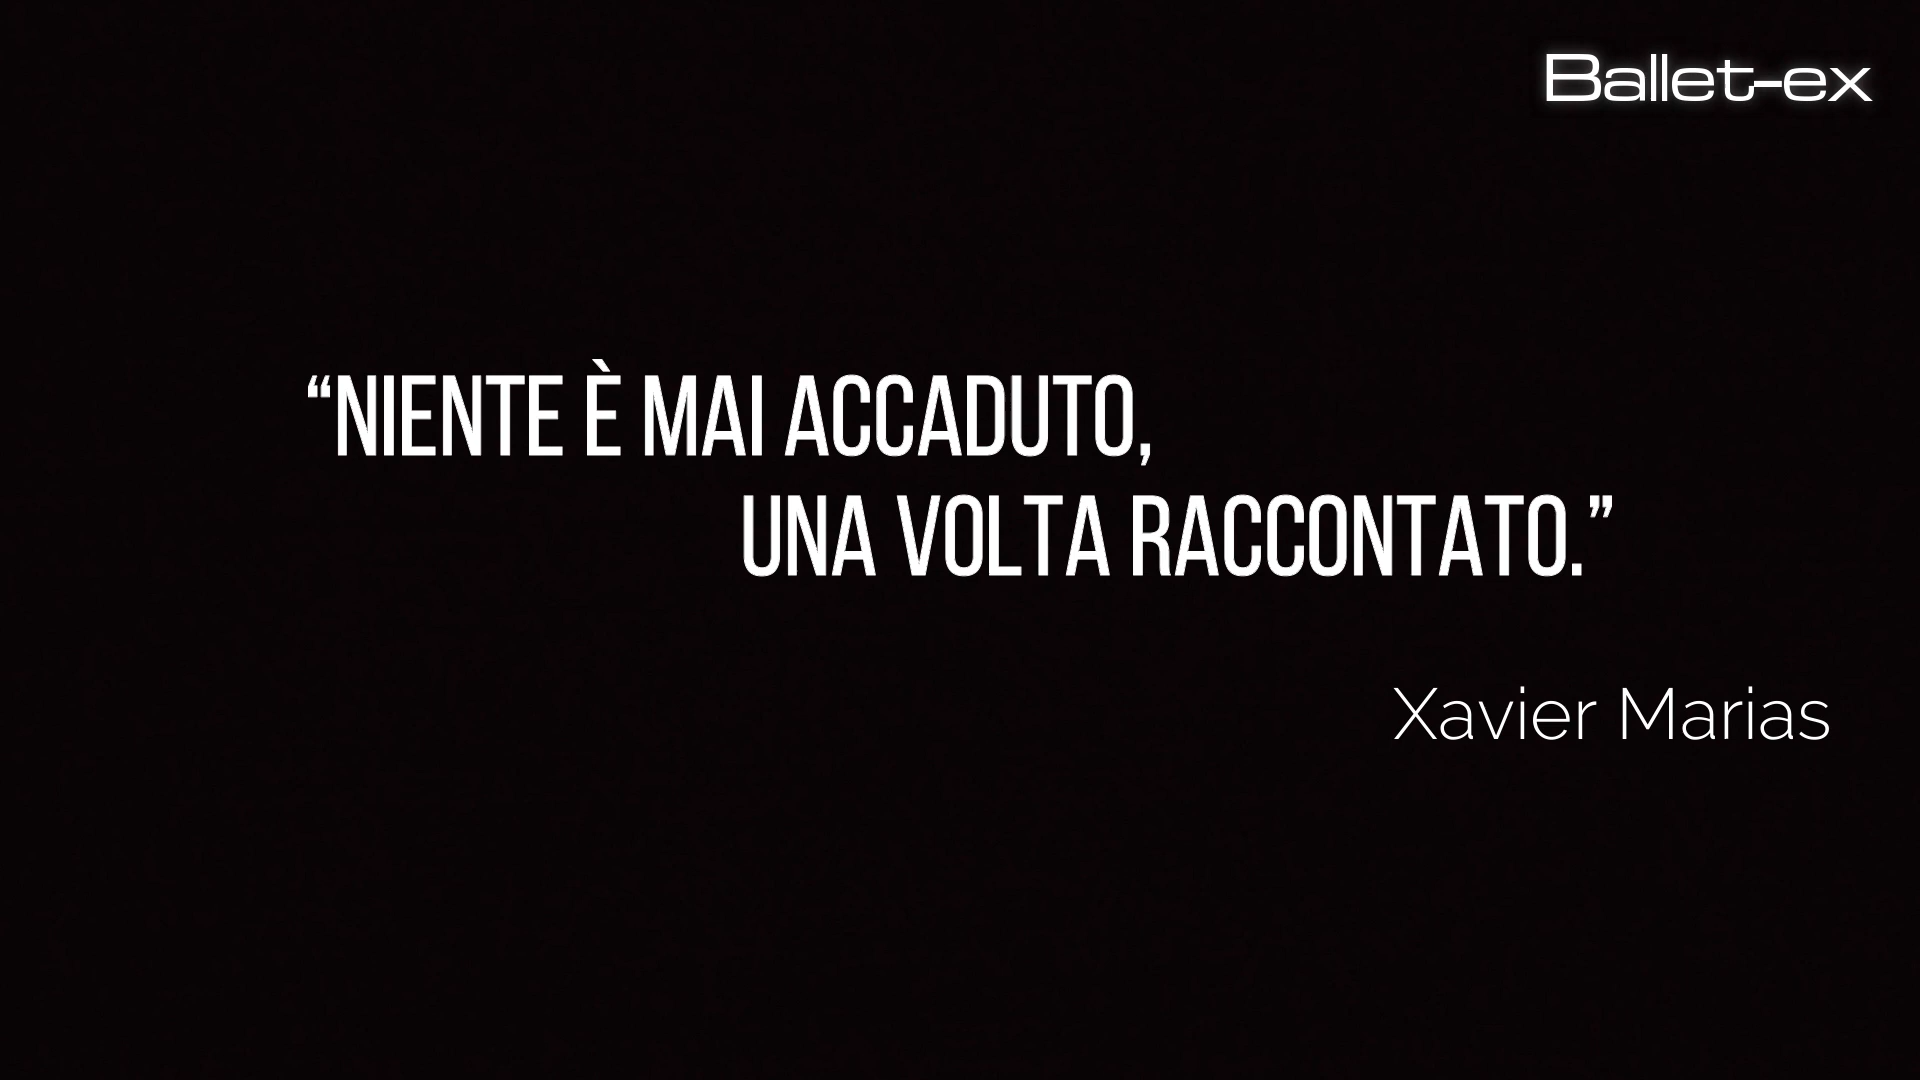 Ballet-ex
“NIENTE È MAI ACCADUTO,
UNA VOLTA RACCONTATO.”
Xavier Marias